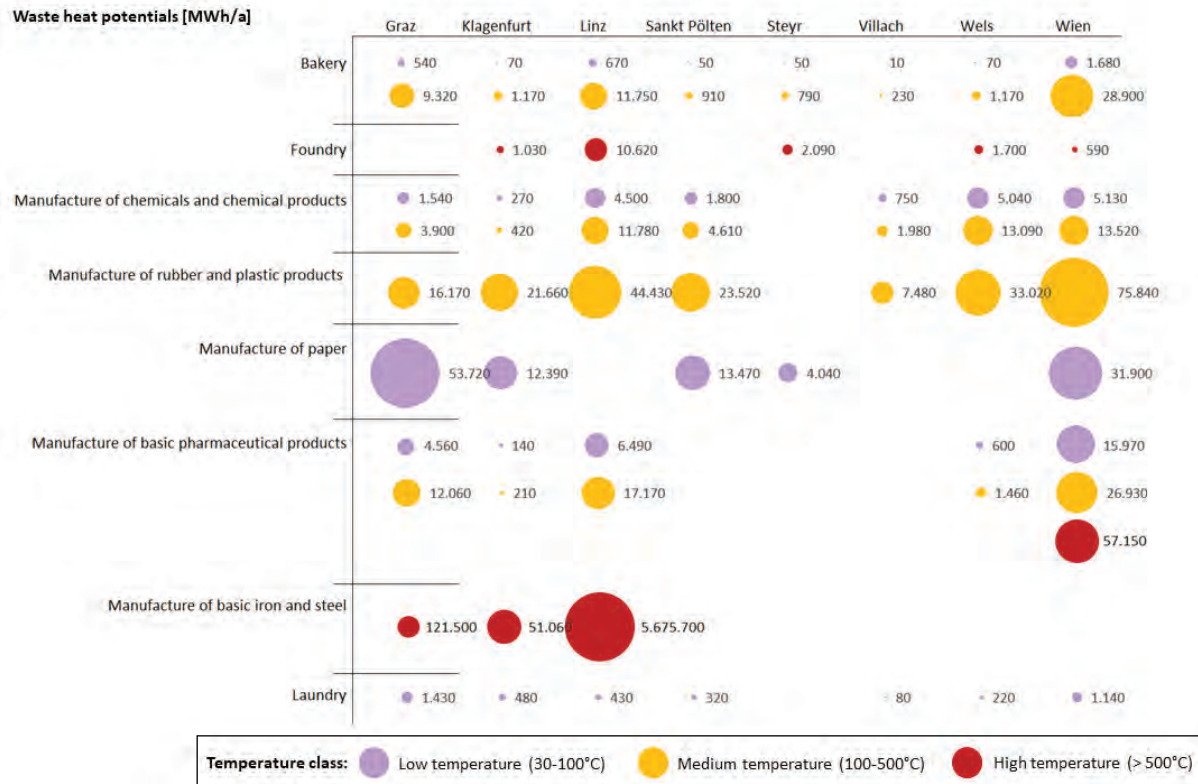 Waste heat potentials [MWh/a]
Graz Klagenfurt Linz Sankt Pölten Steyr Villach Wels Wien
Bakery 540 70 670 50 50 10 70 1.680
9.320 1.170 11.750 910 790 230 1.170 28.900
Foundry 1.030 10.620 2.090 1.700 590
Manufacture of chemicals and chemical products 1.540 270 4.500 1.800 750 5.040 5.130
3.900 420 11.780 4.610 1.980 13.090 13.520
Manufacture of rubber and plastic products 16.170 21.660 44.430 23.520 7.480 33.020 75.840
Manufacture of paper 53.720 12.390 13.470 4.040 31.900
Manufacture of basic pharmaceutical products 4.560 140 6.490 600 15.970
12.060 210 17.170 1.460 26.930
57.150
Manufacture of basic iron and steel 121.500 51.060 5.675.700
Laundry 1.430 480 430 320 80 220 1.140
Temperature class: Low temperature (30-100°C) Medium temperature (100-500°C) High temperature (> 500°C)